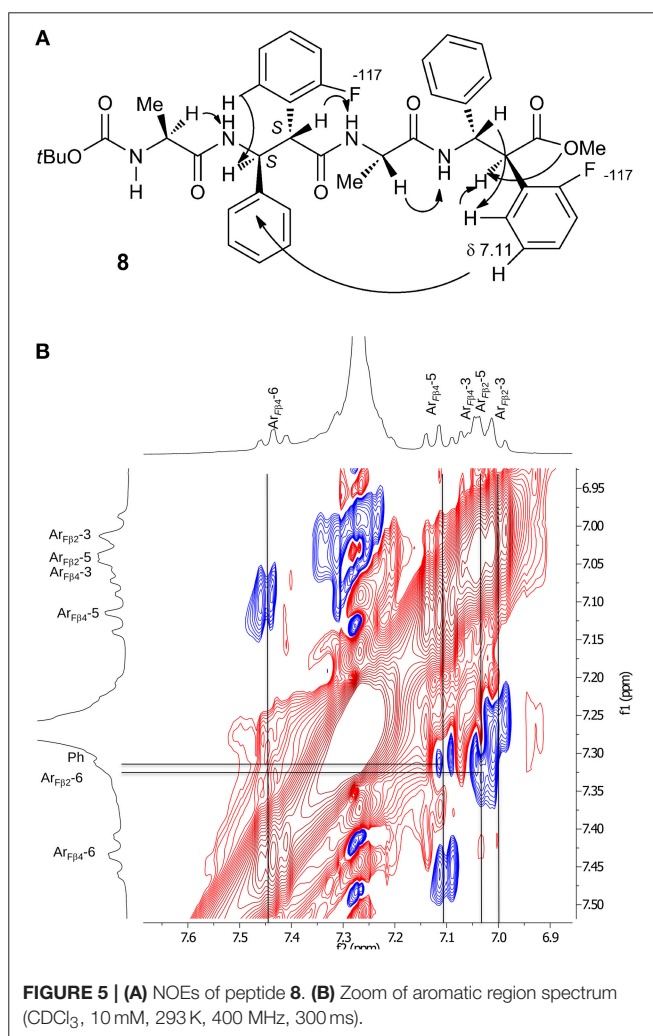 A
F -117
Me H H H H H
O N S H N O O
tBuO N H S N OMe
H O O Me O H H F -117
H H
δ 7.11
8 H
B
ArFβ4-6
ArFβ4-5
ArFβ4-3
ArFβ2-5
ArFβ2-3
ArFβ2-3
ArFβ2-5
ArFβ4-3
ArFβ4-5
Ph
ArFβ2-6
ArFβ4-6
6.95
7.00
7.05
7.10
7.15
7.20
7.25
7.30
7.35
7.40
7.45
7.50
f1 (ppm)
7.6 7.5 7.4 7.3 7.2 7.1 7.0 6.9
f2 (ppm)
FIGURE 5 | (A) NOEs of peptide 8. (B) Zoom of aromatic region spectrum
(CDCl₃, 10 mM, 293 K, 400 MHz, 300 ms).